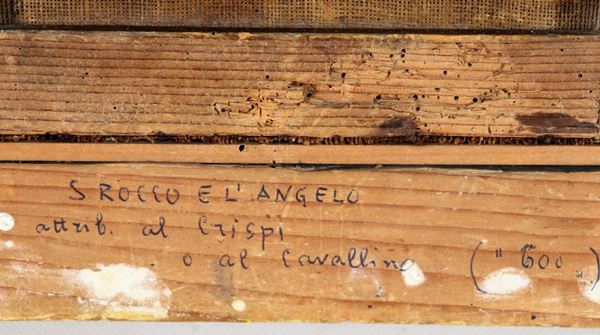 S ROCCO E L' ANGELO
attrib. al Crispi
. o al Cavallino ("600")